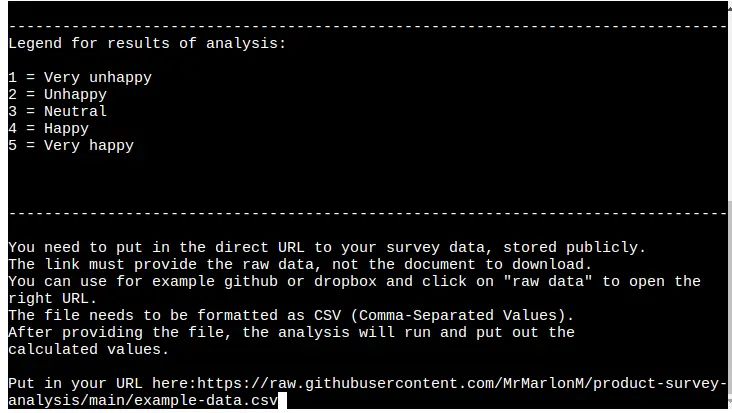 --------------------------------------------------------------------------------
Legend for results of analysis:
1 = Very unhappy
2 = Unhappy
3 = Neutral
4 = Happy
5 = Very happy
--------------------------------------------------------------------------------
You need to put in the direct URL to your survey data, stored publicly.
The link must provide the raw data, not the document to download.
You can use for example github or dropbox and click on "raw data" to open the
right URL.
The file needs to be formatted as CSV (Comma-Separated Values).
After providing the file, the analysis will run and put out the
calculated values.
Put in your URL here:https://raw.githubusercontent.com/MrMarlonM/product-survey-
analysis/main/example-data.csv